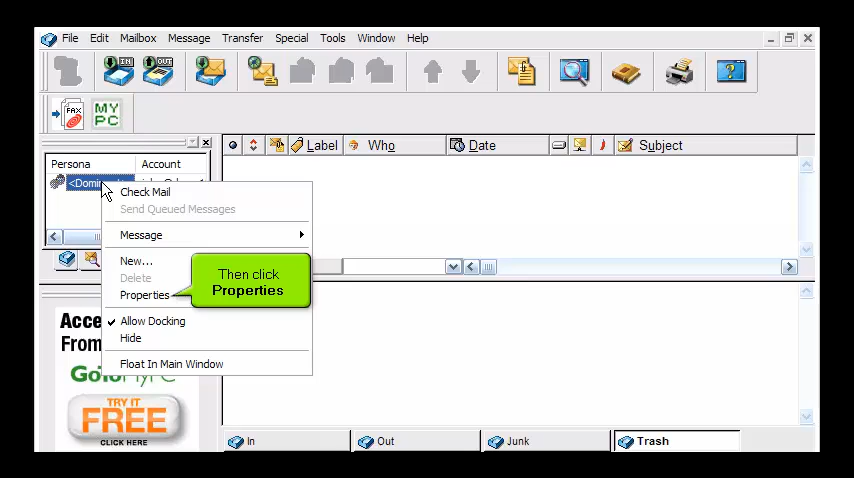 File Edit Mailbox Message Transfer Special Tools Window Help
IN OUT
FAX MY PC
Label Who Date Subject
Persona Account
Check Mail
Send Queued Messages
Message
New...
Delete
Properties
Then click
Properties
Allow Docking
Hide
Float In Main Window
From
TRY IT
FREE
CLICK HERE
In Out Junk Trash